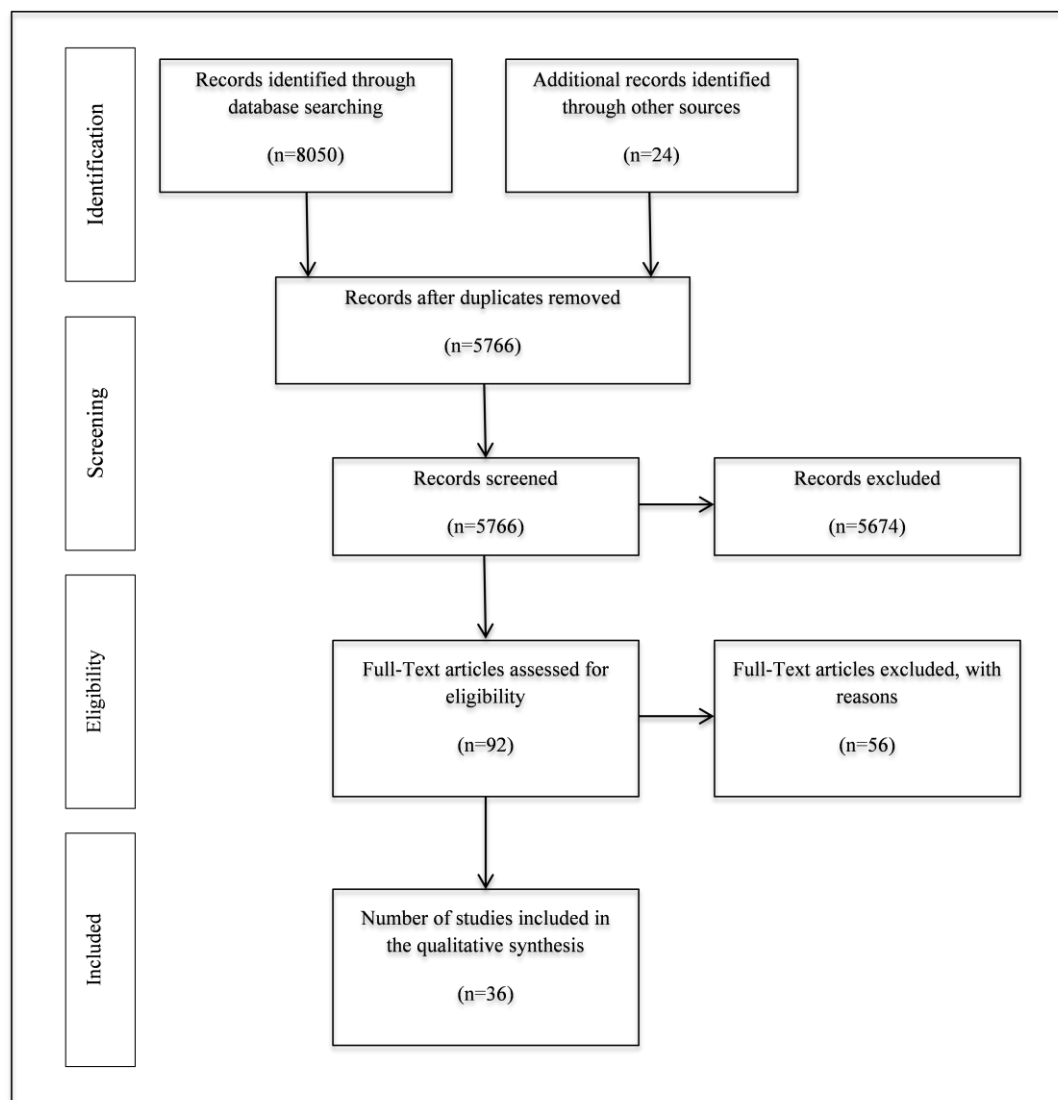 Identification
Records identified through
database searching
(n=8050)
Additional records identified
through other sources
(n=24)
Records after duplicates removed
(n=5766)
Screening
Records screened
(n=5766)
Records excluded
(n=5674)
Eligibility
Full-Text articles assessed for
eligibility
(n=92)
Full-Text articles excluded, with
reasons
(n=56)
Included
Number of studies included in
the qualitative synthesis
(n=36)